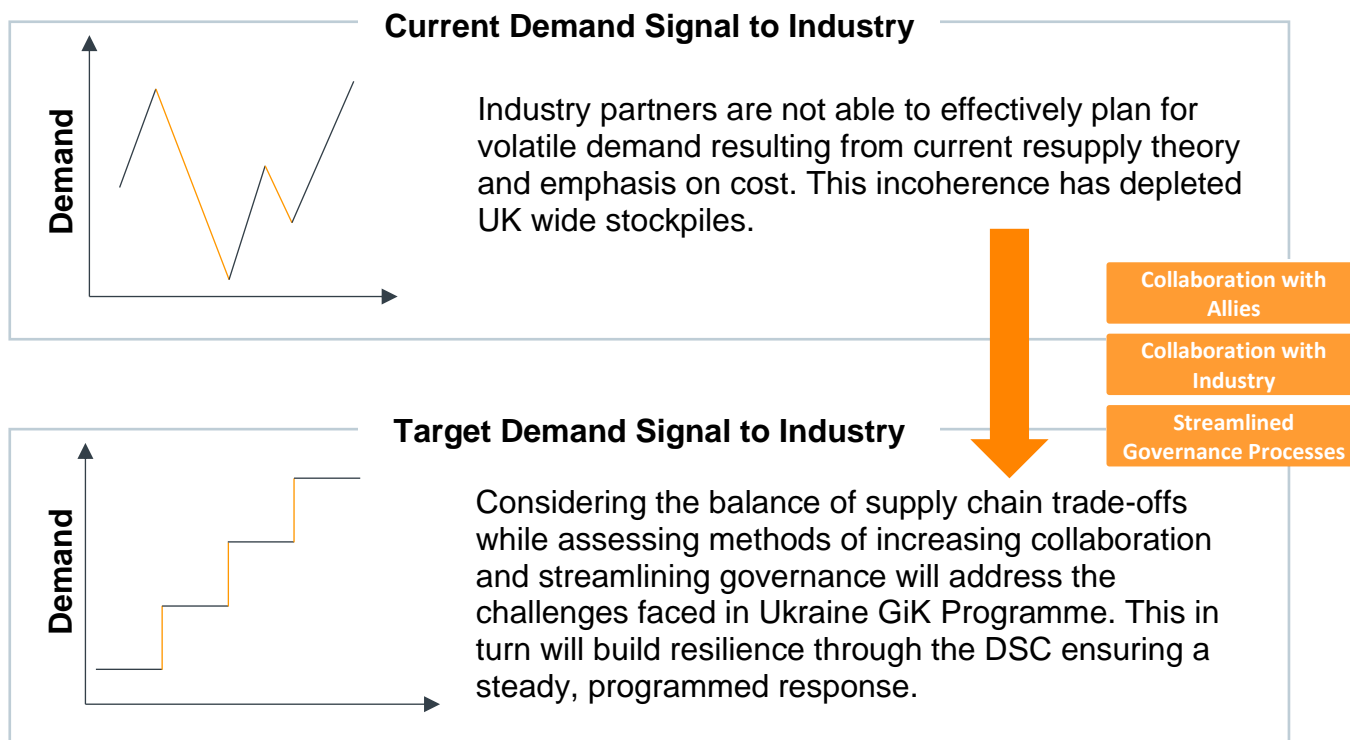 Current Demand Signal to Industry
Demand
Industry partners are not able to effectively plan for
volatile demand resulting from current resupply theory
and emphasis on cost. This incoherence has depleted
UK wide stockpiles.
Collaboration with
Allies
Collaboration with
Industry
Streamlined
Governance Processes
Target Demand Signal to Industry
Demand
Considering the balance of supply chain trade-offs
while assessing methods of increasing collaboration
and streamlining governance will address the
challenges faced in Ukraine GiK Programme. This in
turn will build resilience through the DSC ensuring a
steady, programmed response.